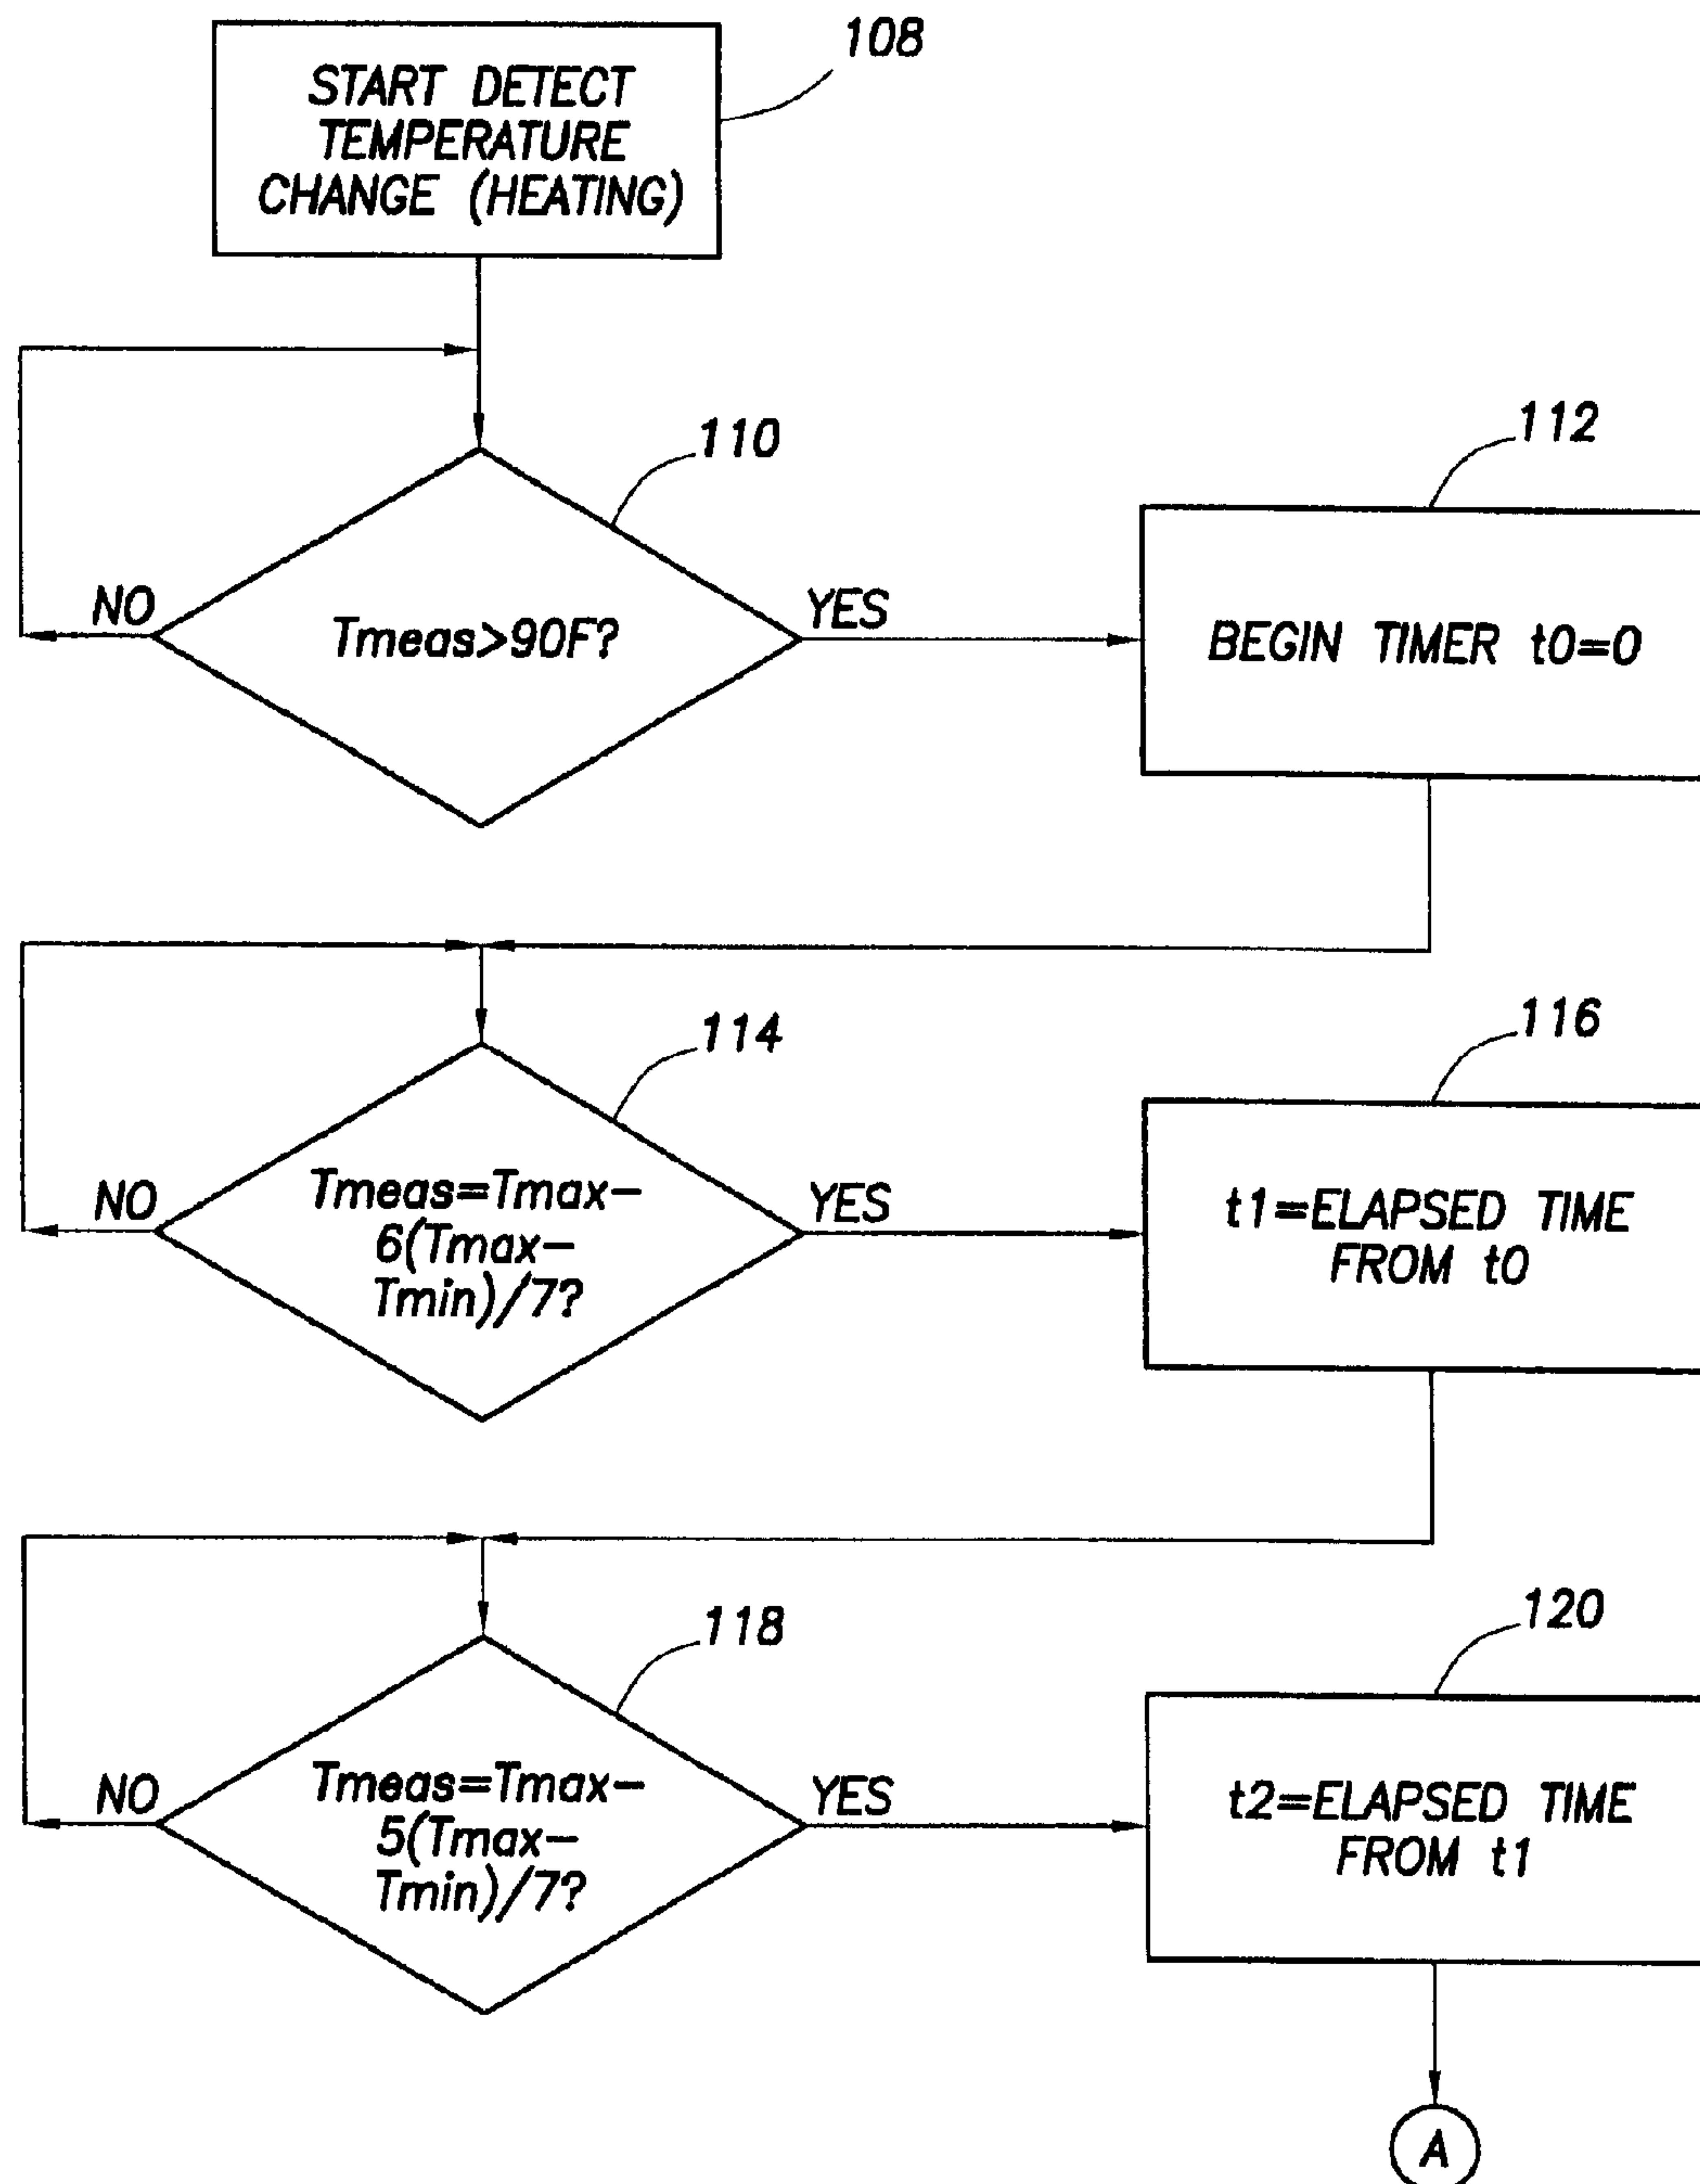 108
START DETECT
TEMPERATURE
CHANGE (HEATING)
110
112
NO
Tmeas>90F?
YES
BEGIN TIMER t0=0
114
116
NO
Tmeas=Tmax-
6(Tmax-
Tmin)/7?
YES
t1=ELAPSED TIME
FROM t0
118
120
NO
Tmeas=Tmax-
5(Tmax-
Tmin)/7?
YES
t2=ELAPSED TIME
FROM t1
A